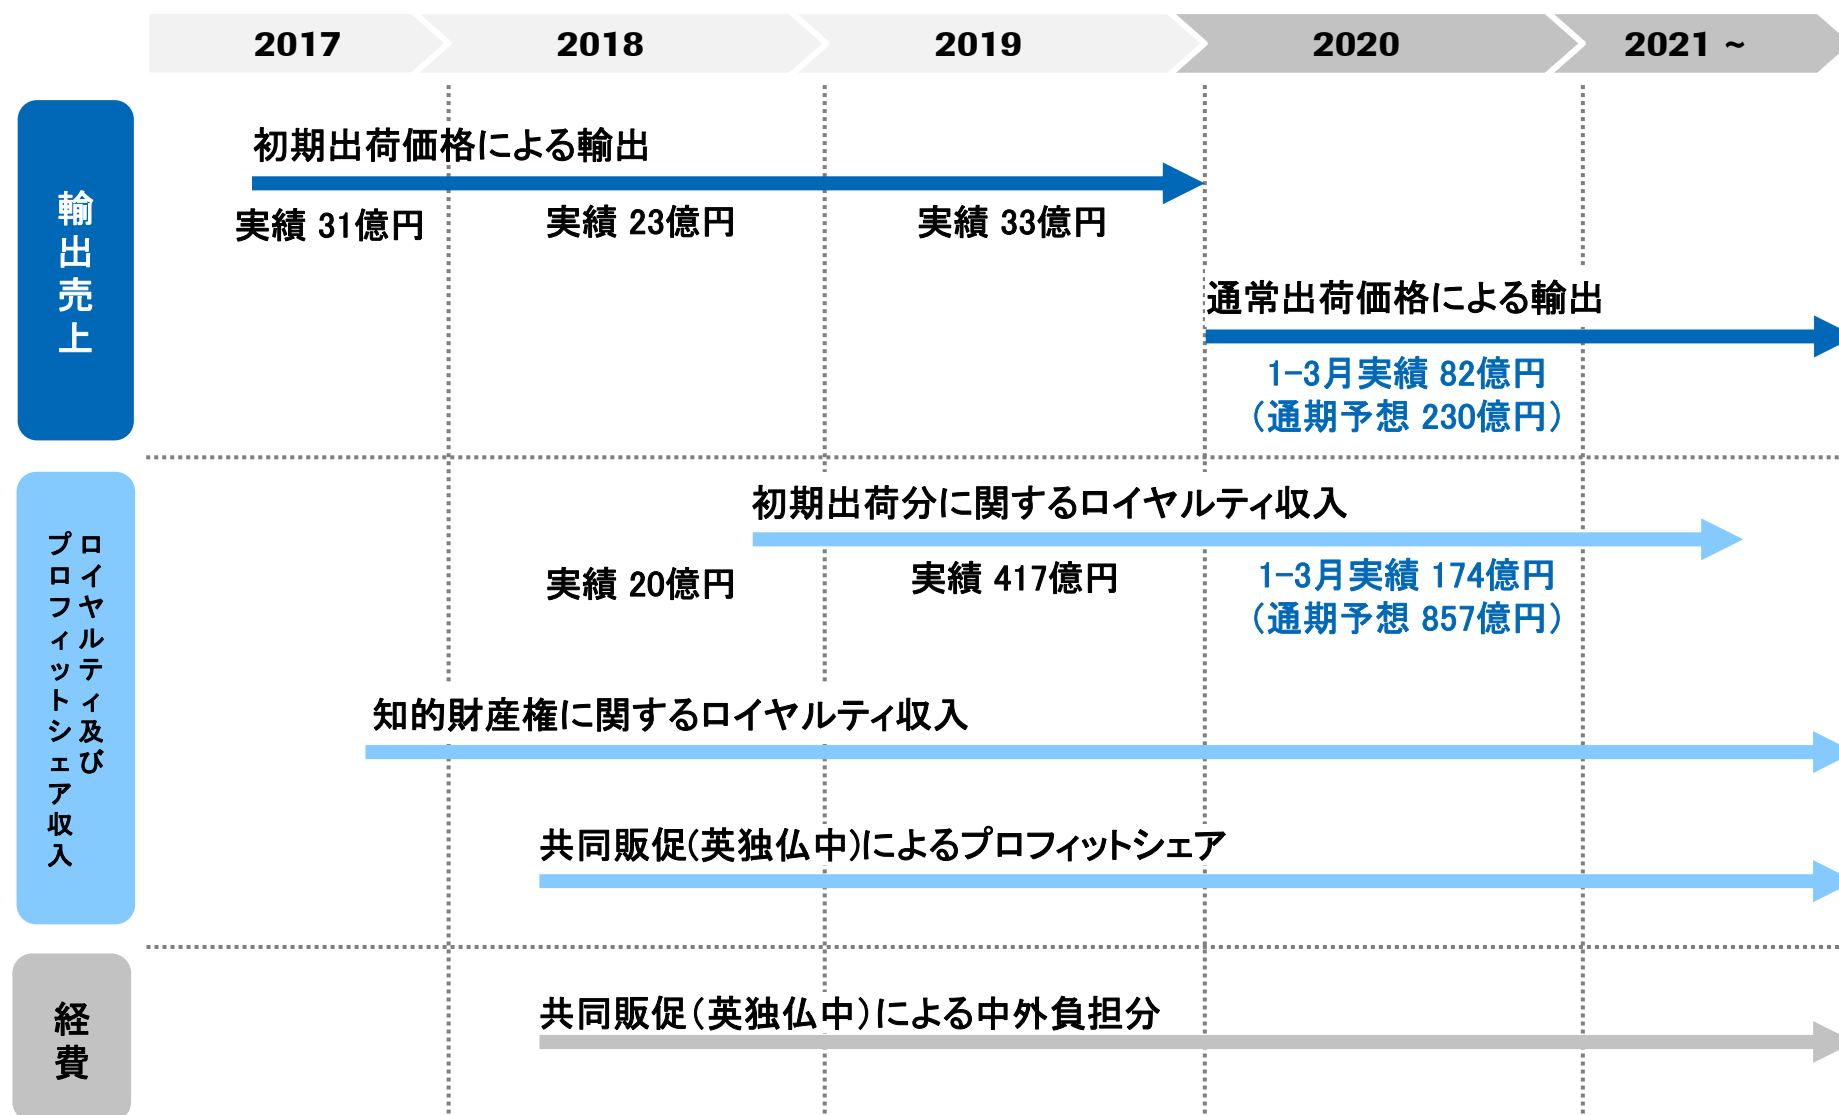 2017
2018
2019
2020
2021 ~
輸出売上
初期出荷価格による輸出
実績 31億円
実績 23億円
実績 33億円
通常出荷価格による輸出
1-3月実績 82億円
（通期予想 230億円）
ロイヤルティ及び
プロフィットシェア収入
初期出荷分に関するロイヤルティ収入
実績 20億円
実績 417億円
1-3月実績 174億円
（通期予想 857億円）
知的財産権に関するロイヤルティ収入
共同販促(英独仏中)によるプロフィットシェア
経費
共同販促（英独仏中）による中外負担分